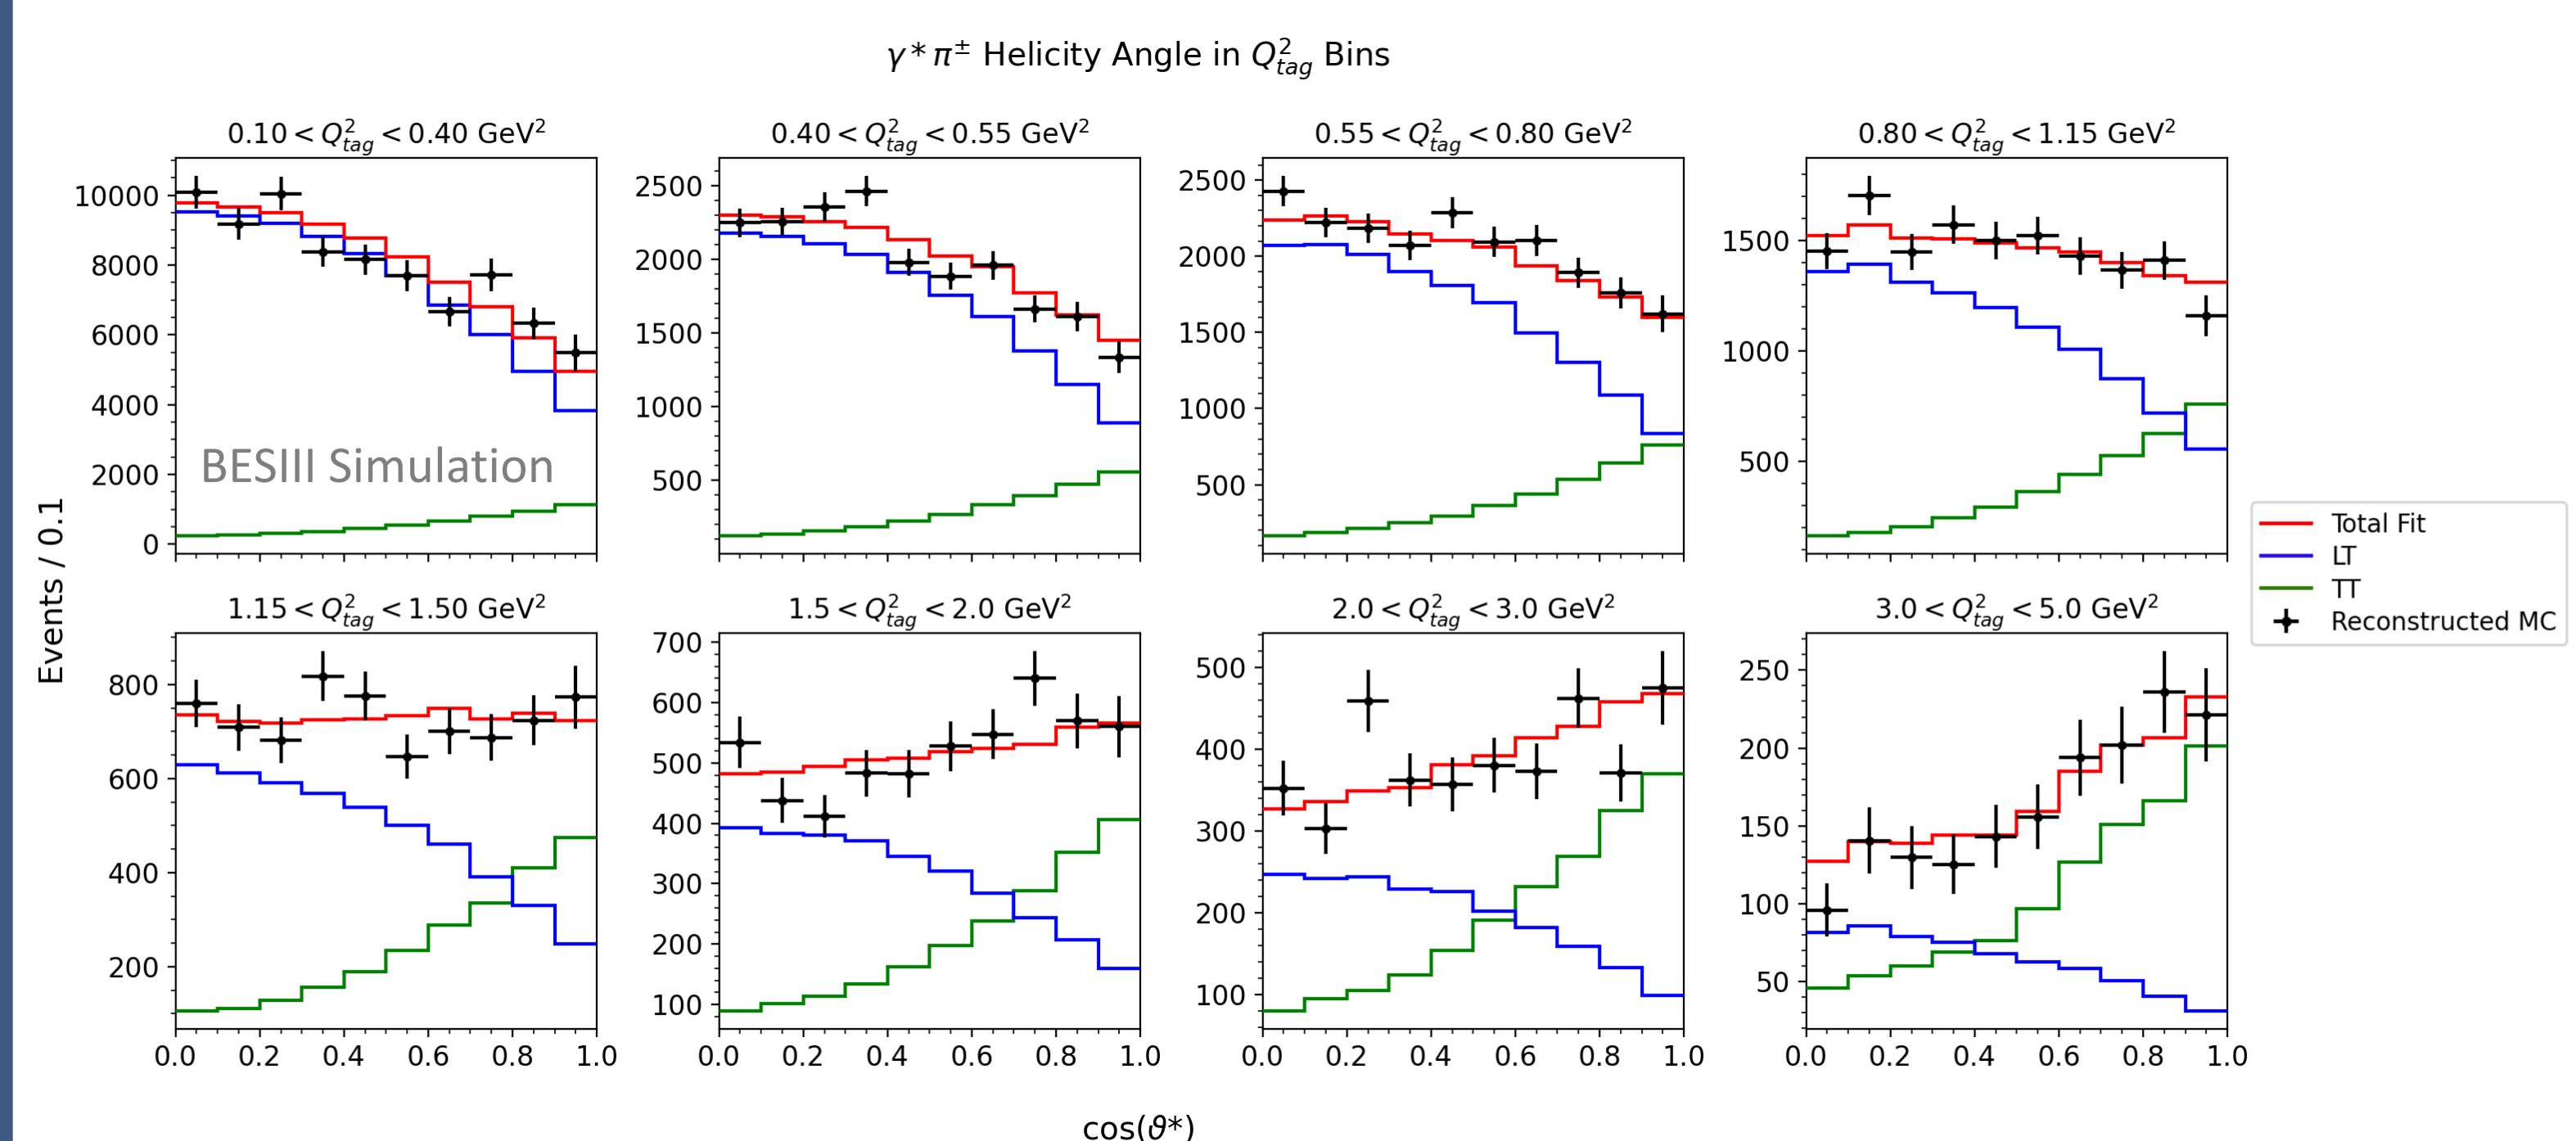 γ * π± Helicity Angle in Q²tag Bins
0.10 < Q²tag < 0.40 GeV²
0.40 < Q²tag < 0.55 GeV²
0.55 < Q²tag < 0.80 GeV²
0.80 < Q²tag < 1.15 GeV²
10000
8000
6000
4000
2000
0
BESIII Simulation
2500
2000
1500
1000
500
2500
2000
1500
1000
500
1500
1000
500
Events / 0.1
Total Fit
LT
TT
Reconstructed MC
1.15 < Q²tag < 1.50 GeV²
1.5 < Q²tag < 2.0 GeV²
2.0 < Q²tag < 3.0 GeV²
3.0 < Q²tag < 5.0 GeV²
800
600
400
200
700
600
500
400
300
200
100
500
400
300
200
100
250
200
150
100
50
0.0 0.2 0.4 0.6 0.8 1.0
0.0 0.2 0.4 0.6 0.8 1.0
0.0 0.2 0.4 0.6 0.8 1.0
0.0 0.2 0.4 0.6 0.8 1.0
cos(ϑ*)